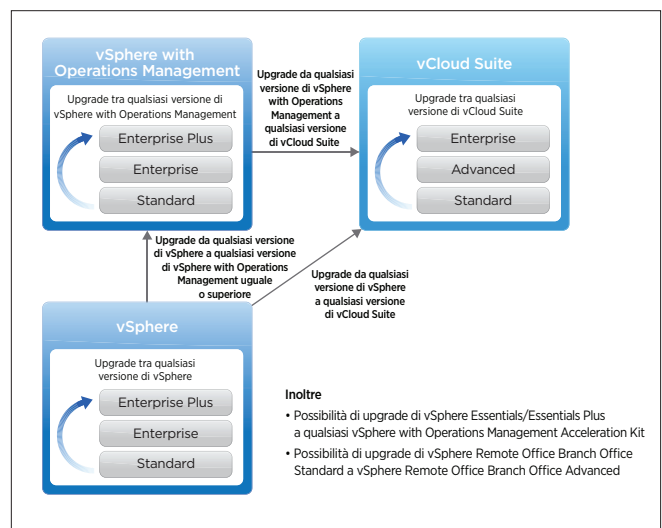 vSphere with
Operations Management
Upgrade tra qualsiasi versione di
vSphere with Operations Management
Enterprise Plus
Enterprise
Standard
Upgrade da qualsiasi
versione di vSphere
with Operations
Management a
qualsiasi versione
di vCloud Suite
vCloud Suite
Upgrade tra qualsiasi
versione di vCloud Suite
Enterprise
Advanced
Standard
Upgrade da qualsiasi versione
di vSphere a qualsiasi versione
di vSphere with Operations
Management uguale
o superiore
Upgrade da qualsiasi
versione di vSphere
a qualsiasi versione
di vCloud Suite
vSphere
Upgrade tra qualsiasi
versione di vSphere
Enterprise Plus
Enterprise
Standard
Inoltre
• Possibilità di upgrade di vSphere Essentials/Essentials Plus
a qualsiasi vSphere with Operations Management Acceleration Kit
• Possibilità di upgrade di vSphere Remote Office Branch Office
Standard a vSphere Remote Office Branch Office Advanced